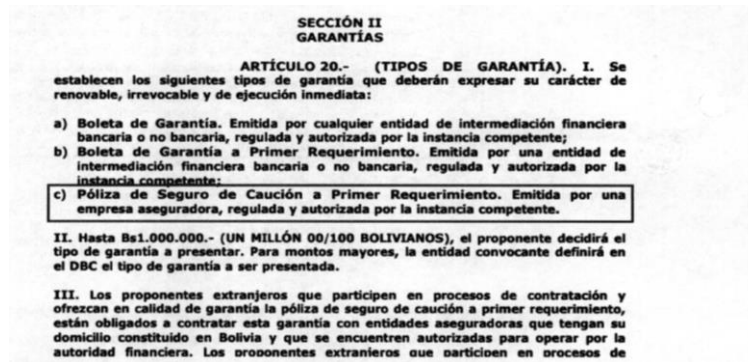 SECCIÓN II
GARANTÍAS
ARTÍCULO 20.- (TIPOS DE GARANTÍA). I. Se
establecen los siguientes tipos de garantía que deberán expresar su carácter de
renovable, irrevocable y de ejecución inmediata:
a) Boleta de Garantía. Emitida por cualquier entidad de intermediación financiera
bancaria o no bancaria, regulada y autorizada por la instancia competente;
b) Boleta de Garantía a Primer Requerimiento. Emitida por una entidad de
intermediación financiera bancaria o no bancaria, regulada y autorizada por la
instancia competente;
c) Póliza de Seguro de Caución a Primer Requerimiento. Emitida por una
empresa aseguradora, regulada y autorizada por la instancia competente.
II. Hasta Bs1.000.000.- (UN MILLÓN 00/100 BOLIVIANOS), el proponente decidirá el
tipo de garantía a presentar. Para montos mayores, la entidad convocante definirá en
el DBC el tipo de garantía a ser presentada.
III. Los proponentes extranjeros que participen en procesos de contratación y
ofrezcan en calidad de garantía la póliza de seguro de caución a primer requerimiento,
están obligados a contratar esta garantía con entidades aseguradoras que tengan su
domicilio constituido en Bolivia y que se encuentren autorizadas para operar por la
autoridad financiera. Los proponentes extranjeros que participen en procesos de